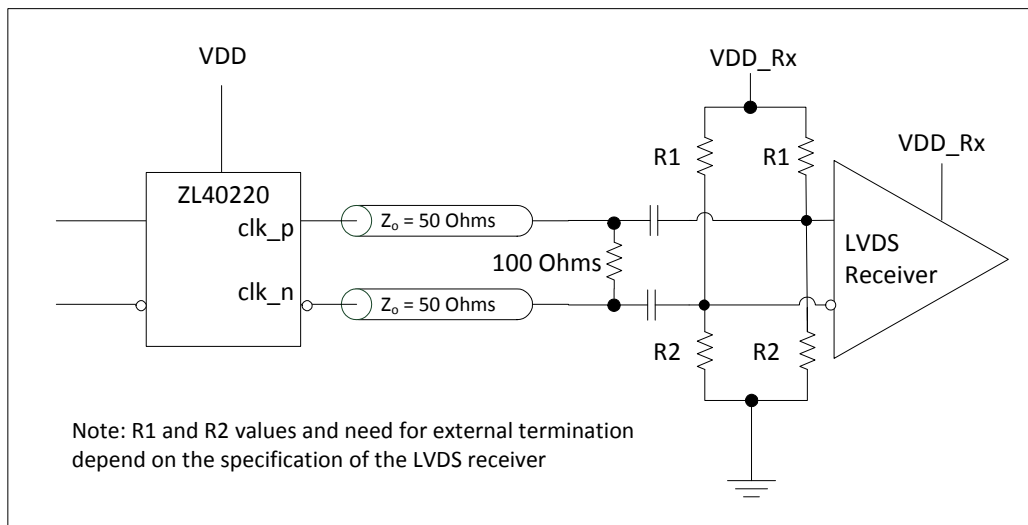 VDD
VDD_Rx
VDD_Rx
R1
R1
ZL40220
clk_p
Zo = 50 Ohms
LVDS
Receiver
100 Ohms
clk_n
Zo = 50 Ohms
R2
R2
Note: R1 and R2 values and need for external termination
depend on the specification of the LVDS receiver